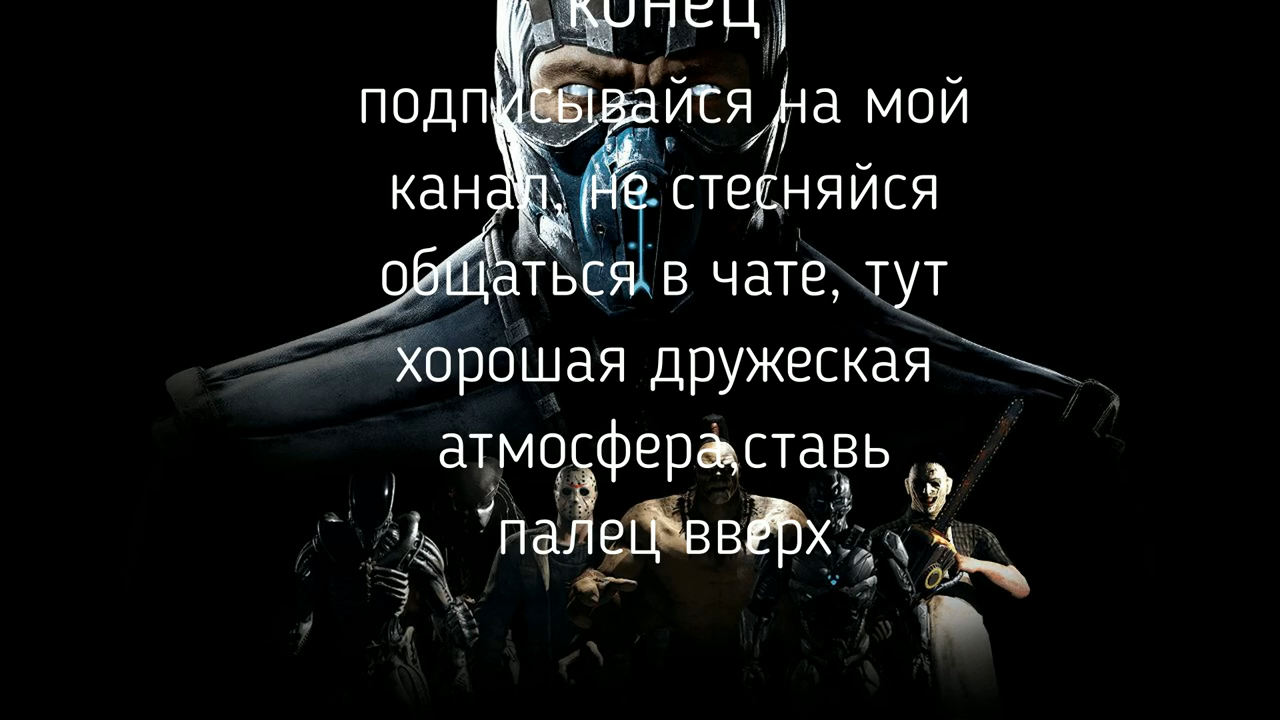 конец
подписывайся на мой
канал, не стесняйся
общаться в чате, тут
хорошая дружеская
атмосфера,ставь
палец вверх